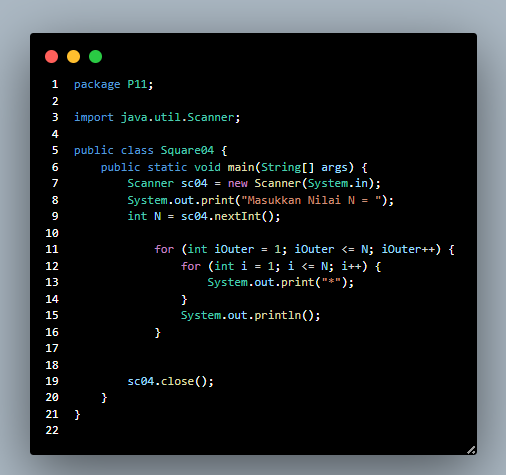 1 package P11;
2
3 import java.util.Scanner;
4
5 public class Square04 {
6     public static void main(String[] args) {
7         Scanner sc04 = new Scanner(System.in);
8         System.out.print("Masukkan Nilai N = ");
9         int N = sc04.nextInt();
10
11             for (int iOuter = 1; iOuter <= N; iOuter++) {
12                 for (int i = 1; i <= N; i++) {
13                     System.out.print("*");
14                 }
15                 System.out.println();
16             }
17
18
19         sc04.close();
20     }
21 }
22